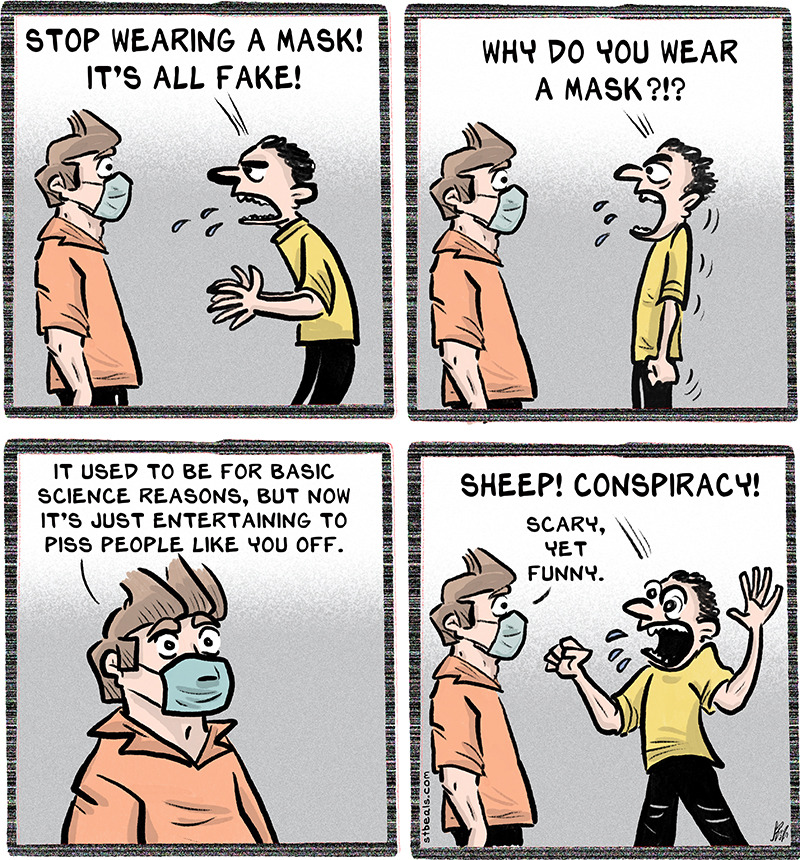 STOP WEARING A MASK!
IT'S ALL FAKE!
WHY DO YOU WEAR
A MASK?!?
IT USED TO BE FOR BASIC
SCIENCE REASONS, BUT NOW
IT'S JUST ENTERTAINING TO
PISS PEOPLE LIKE YOU OFF.
SHEEP! CONSPIRACY!
SCARY,
YET
FUNNY.
stbeals.com